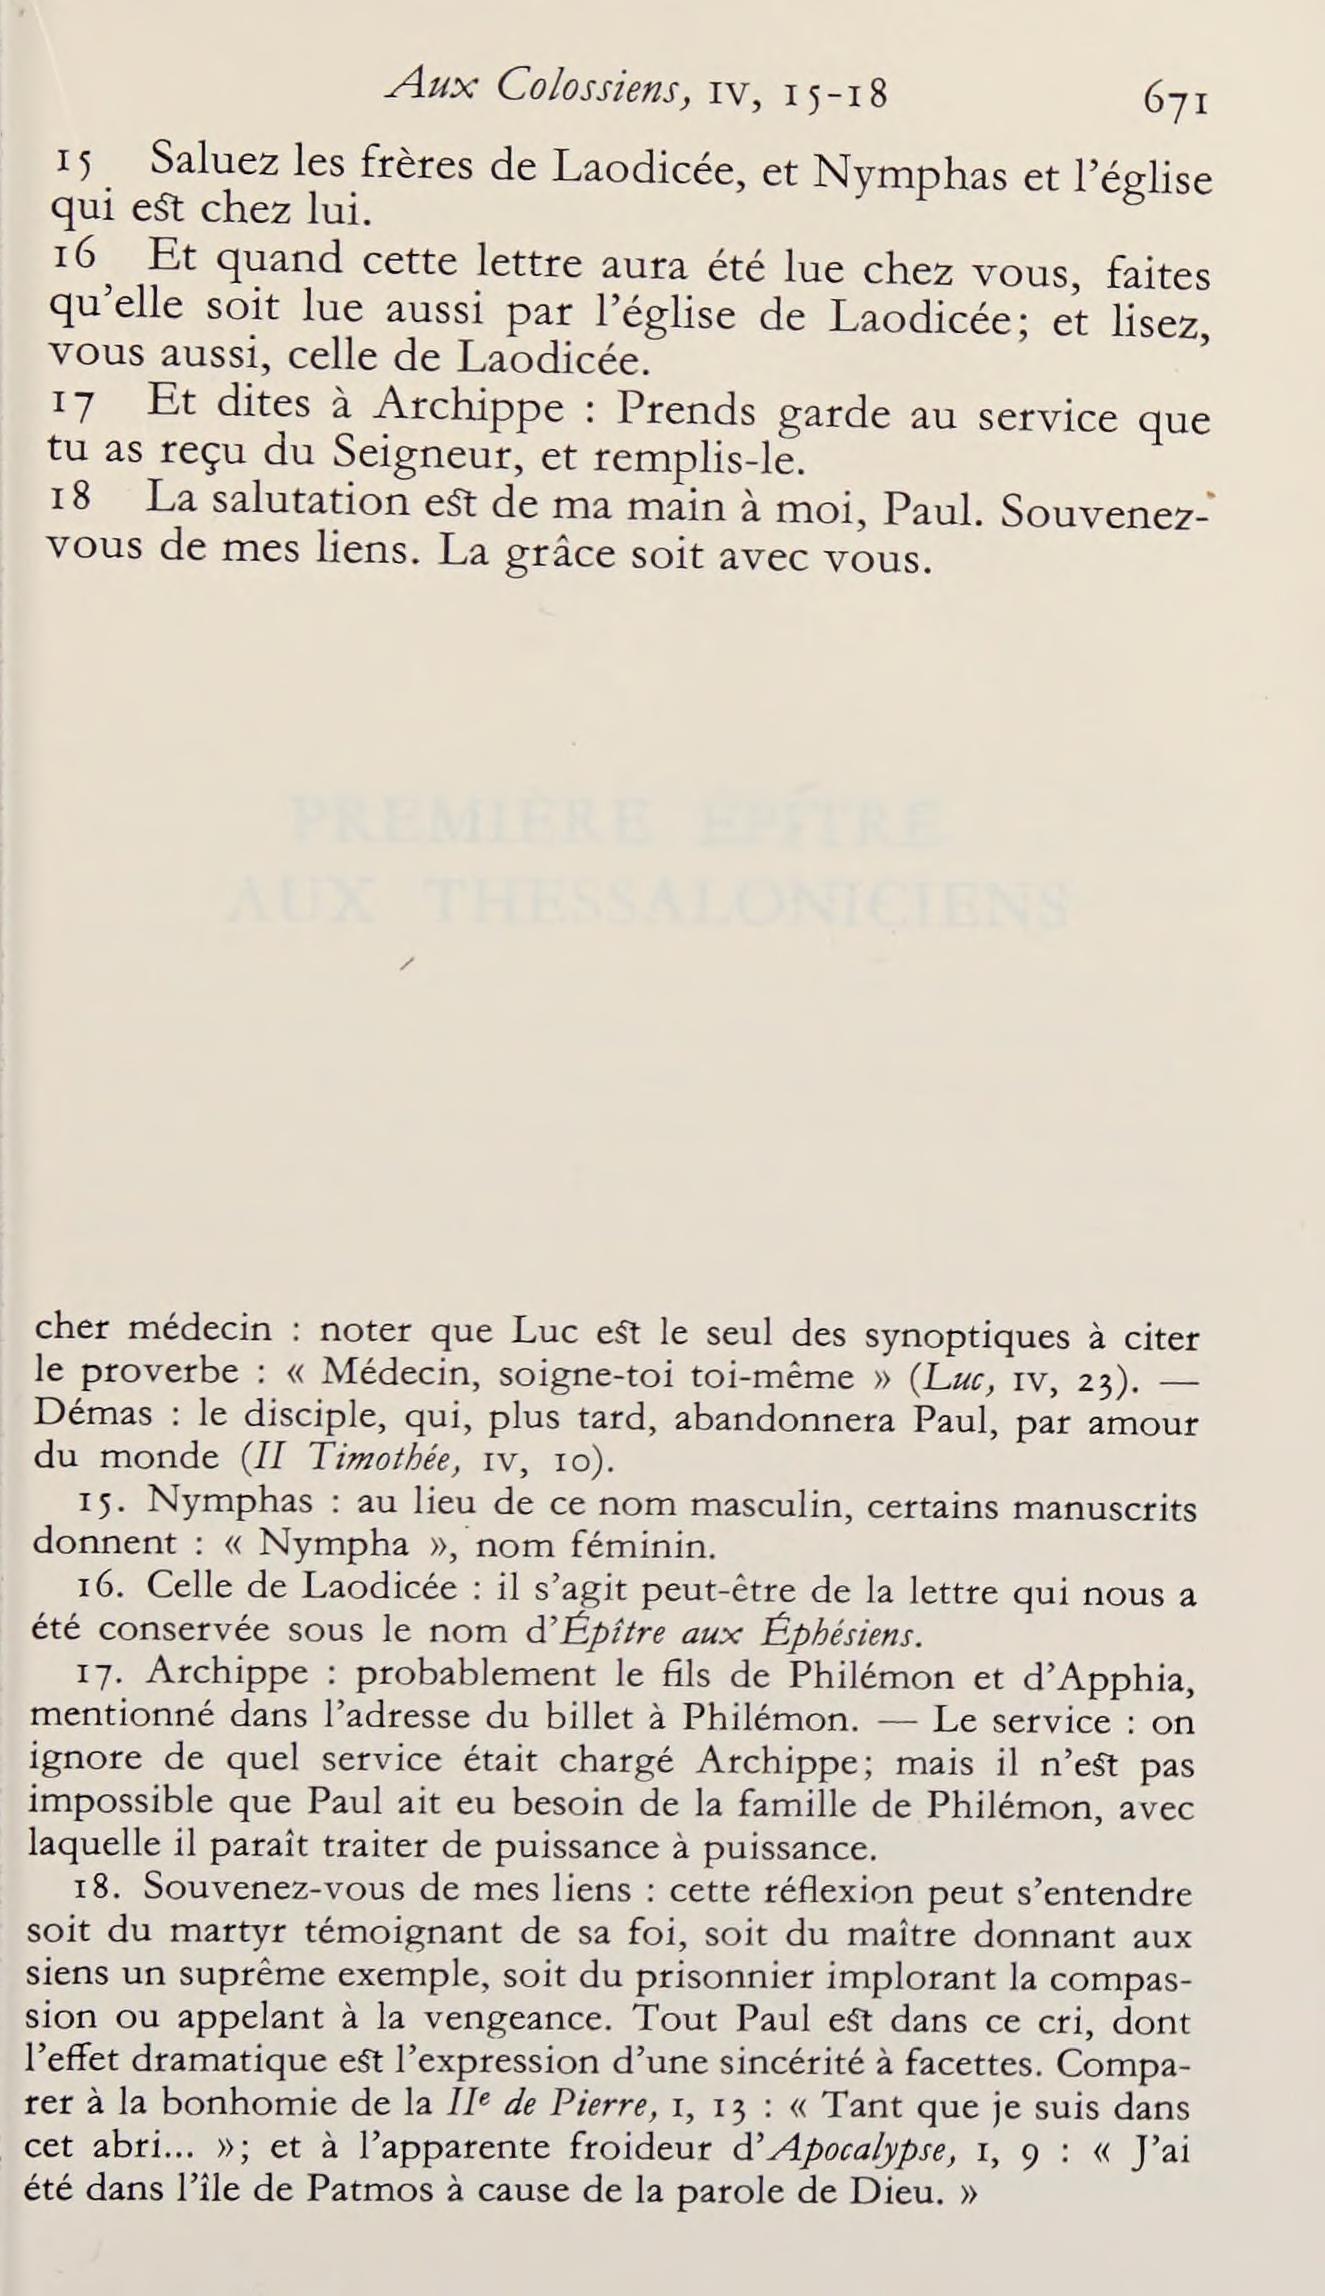 Aux Colossiens, IV, 15-18 671
15 Saluez les frères de Laodicée, et Nymphas et l'église
qui est chez lui.
16 Et quand cette lettre aura été lue chez vous, faites
qu'elle soit lue aussi par l'église de Laodicée; et lisez,
vous aussi, celle de Laodicée.
17 Et dites à Archippe : Prends garde au service que
tu as reçu du Seigneur, et remplis-le.
18 La salutation est de ma main à moi, Paul. Souvenez-
vous de mes liens. La grâce soit avec vous.
PREMIÈRE ÉPÎTRE
AUX THESSALONICIENS
cher médecin : noter que Luc est le seul des synoptiques à citer
le proverbe : « Médecin, soigne-toi toi-même » (Luc, IV, 23). —
Démas : le disciple, qui, plus tard, abandonnera Paul, par amour
du monde (II Timothée, IV, 10).
15. Nymphas : au lieu de ce nom masculin, certains manuscrits
donnent : « Nympha », nom féminin.
16. Celle de Laodicée : il s'agit peut-être de la lettre qui nous a
été conservée sous le nom d'Épître aux Éphésiens.
17. Archippe : probablement le fils de Philémon et d'Apphia,
mentionné dans l'adresse du billet à Philémon. — Le service : on
ignore de quel service était chargé Archippe; mais il n'est pas
impossible que Paul ait eu besoin de la famille de Philémon, avec
laquelle il paraît traiter de puissance à puissance.
18. Souvenez-vous de mes liens : cette réflexion peut s'entendre
soit du martyr témoignant de sa foi, soit du maître donnant aux
siens un suprême exemple, soit du prisonnier implorant la compas-
sion ou appelant à la vengeance. Tout Paul est dans ce cri, dont
l'effet dramatique est l'expression d'une sincérité à facettes. Compa-
rer à la bonhomie de la IIe de Pierre, I, 13 : « Tant que je suis dans
cet abri... »; et à l'apparente froideur d'Apocalypse, I, 9 : « J'ai
été dans l'île de Patmos à cause de la parole de Dieu. »